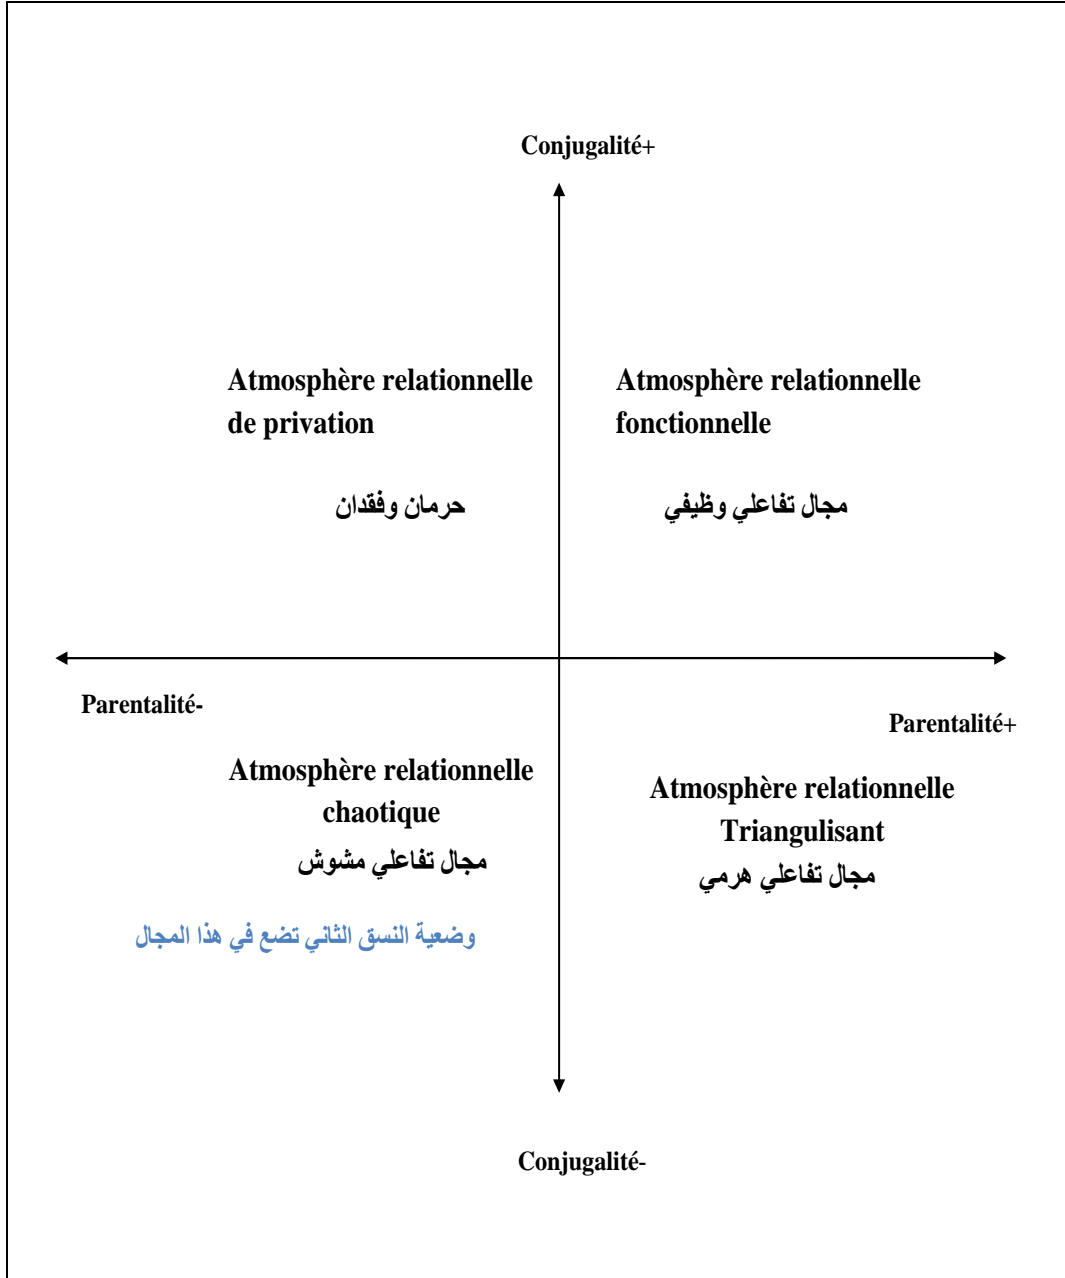 Conjugalité+
Atmosphère relationnelle
de privation
حرمان وفقدان
Atmosphère relationnelle
fonctionnelle
مجال تفاعلي وظيفي
Parentalité-
Parentalité+
Atmosphère relationnelle
chaotique
مجال تفاعلي مشوش
وضعية النسق الثاني تضع في هذا المجال
Atmosphère relationnelle
Triangulisant
مجال تفاعلي هرمي
Conjugalité-